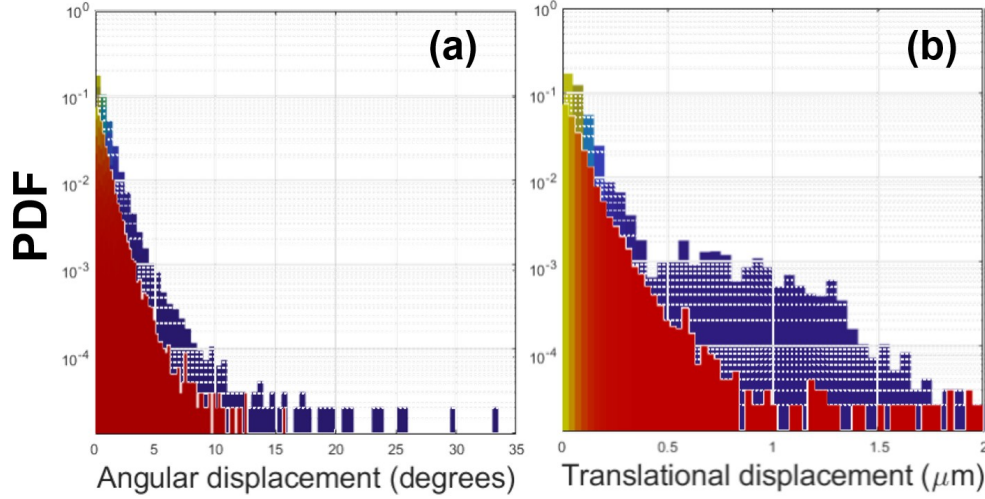 (a)
(b)
PDF
10^0
10^-1
10^-2
10^-3
10^-4
0 5 10 15 20 25 30 35
Angular displacement (degrees)
10^0
10^-1
10^-2
10^-3
10^-4
0 0.5 1 1.5 2
Translational displacement (μm)